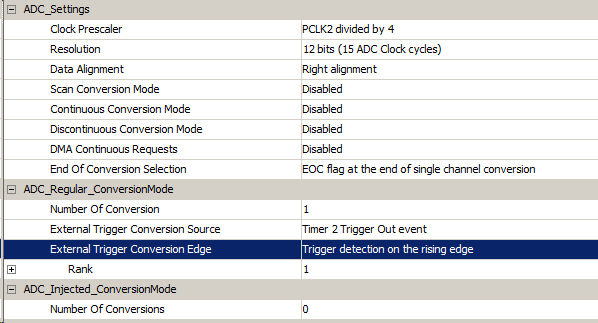 ADC_Settings
Clock Prescaler PCLK2 divided by 4
Resolution 12 bits (15 ADC Clock cycles)
Data Alignment Right alignment
Scan Conversion Mode Disabled
Continuous Conversion Mode Disabled
Discontinuous Conversion Mode Disabled
DMA Continuous Requests Disabled
End Of Conversion Selection EOC flag at the end of single channel conversion
ADC_Regular_ConversionMode
Number Of Conversion 1
External Trigger Conversion Source Timer 2 Trigger Out event
External Trigger Conversion Edge Trigger detection on the rising edge
Rank 1
ADC_Injected_ConversionMode
Number Of Conversions 0